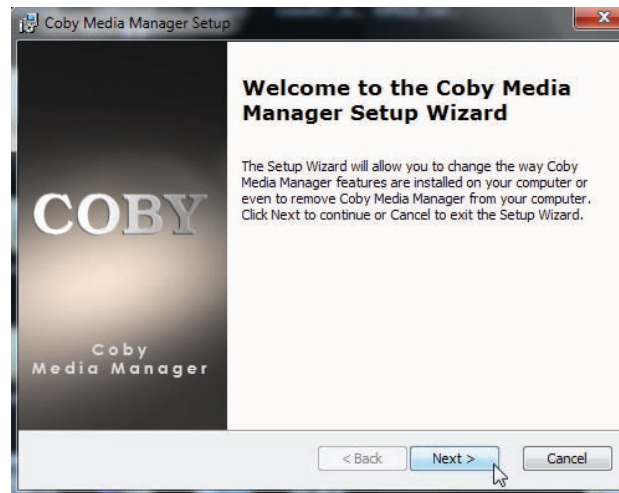 Coby Media Manager Setup
Welcome to the Coby Media
Manager Setup Wizard
The Setup Wizard will allow you to change the way Coby
Media Manager features are installed on your computer or
even to remove Coby Media Manager from your computer.
Click Next to continue or Cancel to exit the Setup Wizard.
COBY
Coby
Media Manager
< Back
Next >
Cancel